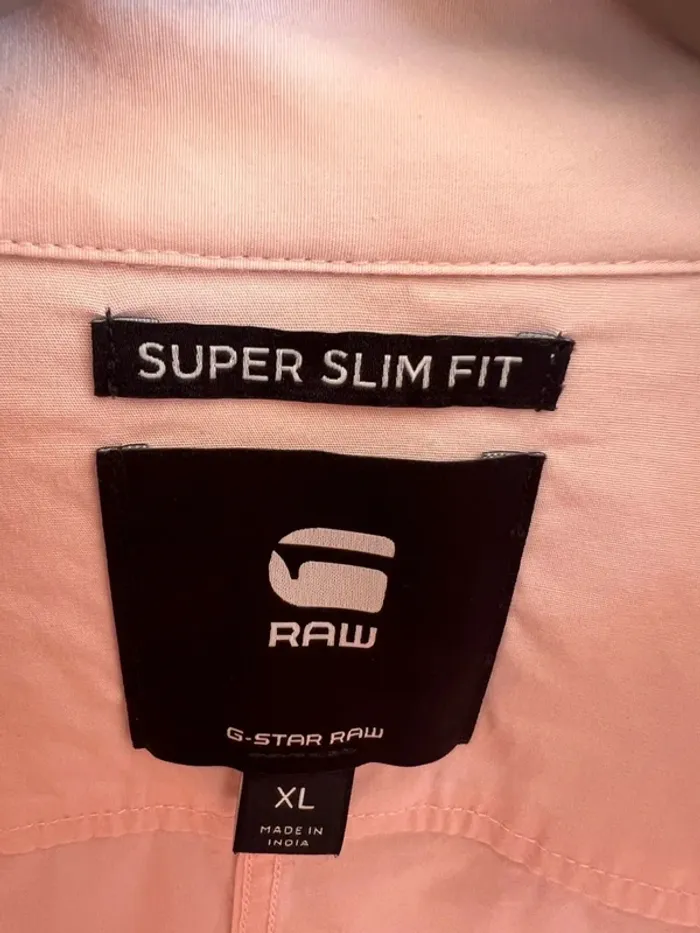 SUPER SLIM FIT
RAW
G-STAR RAW
XL
MADE IN
INDIA